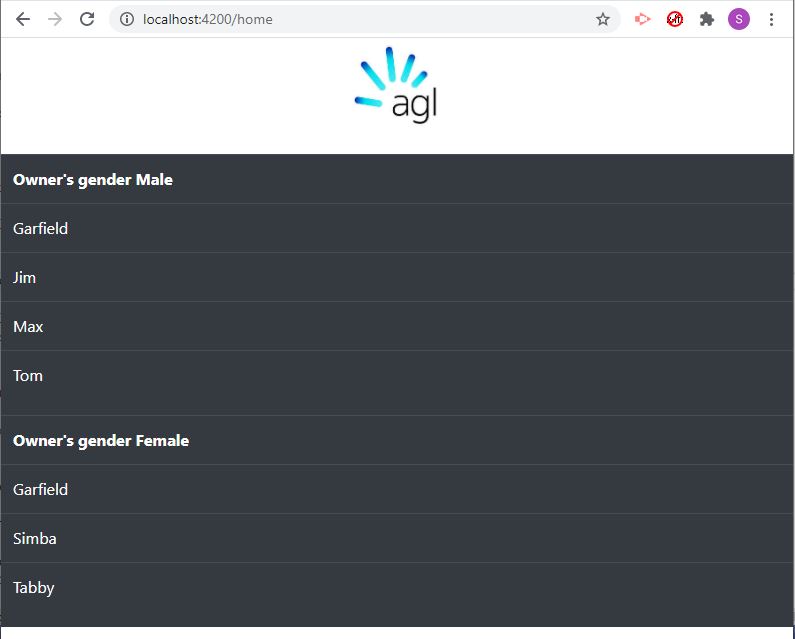 localhost:4200/home
S
agl
Owner's gender Male
Garfield
Jim
Max
Tom
Owner's gender Female
Garfield
Simba
Tabby